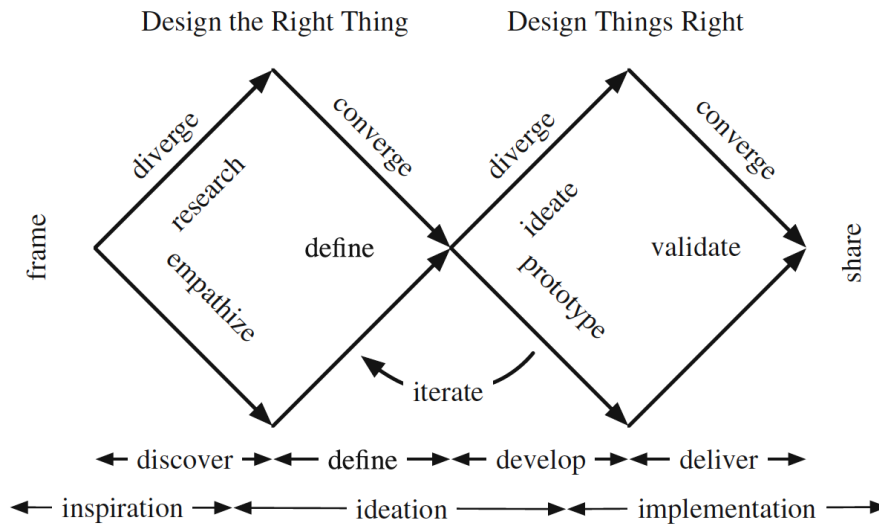 Design the Right Thing
Design Things Right
diverge
converge
diverge
converge
research
ideate
frame
define
validate
share
empathize
prototype
iterate
discover
define
develop
deliver
inspiration
ideation
implementation